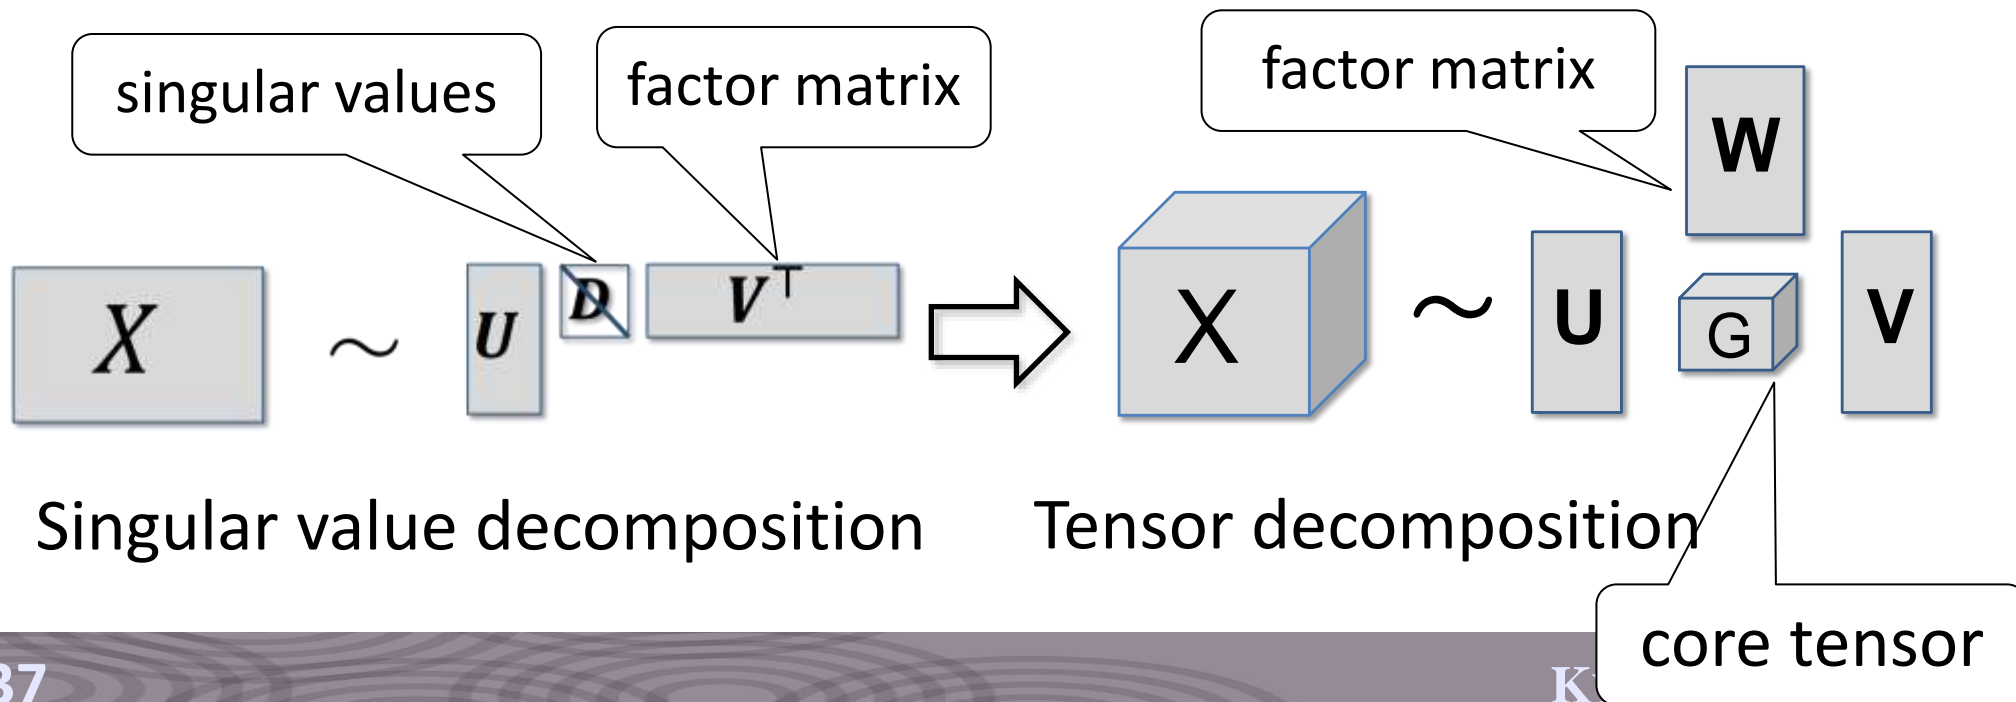 singular values
factor matrix
factor matrix
W
X ~ U D V⊤
X ~ U G V
Singular value decomposition
Tensor decomposition
core tensor
37